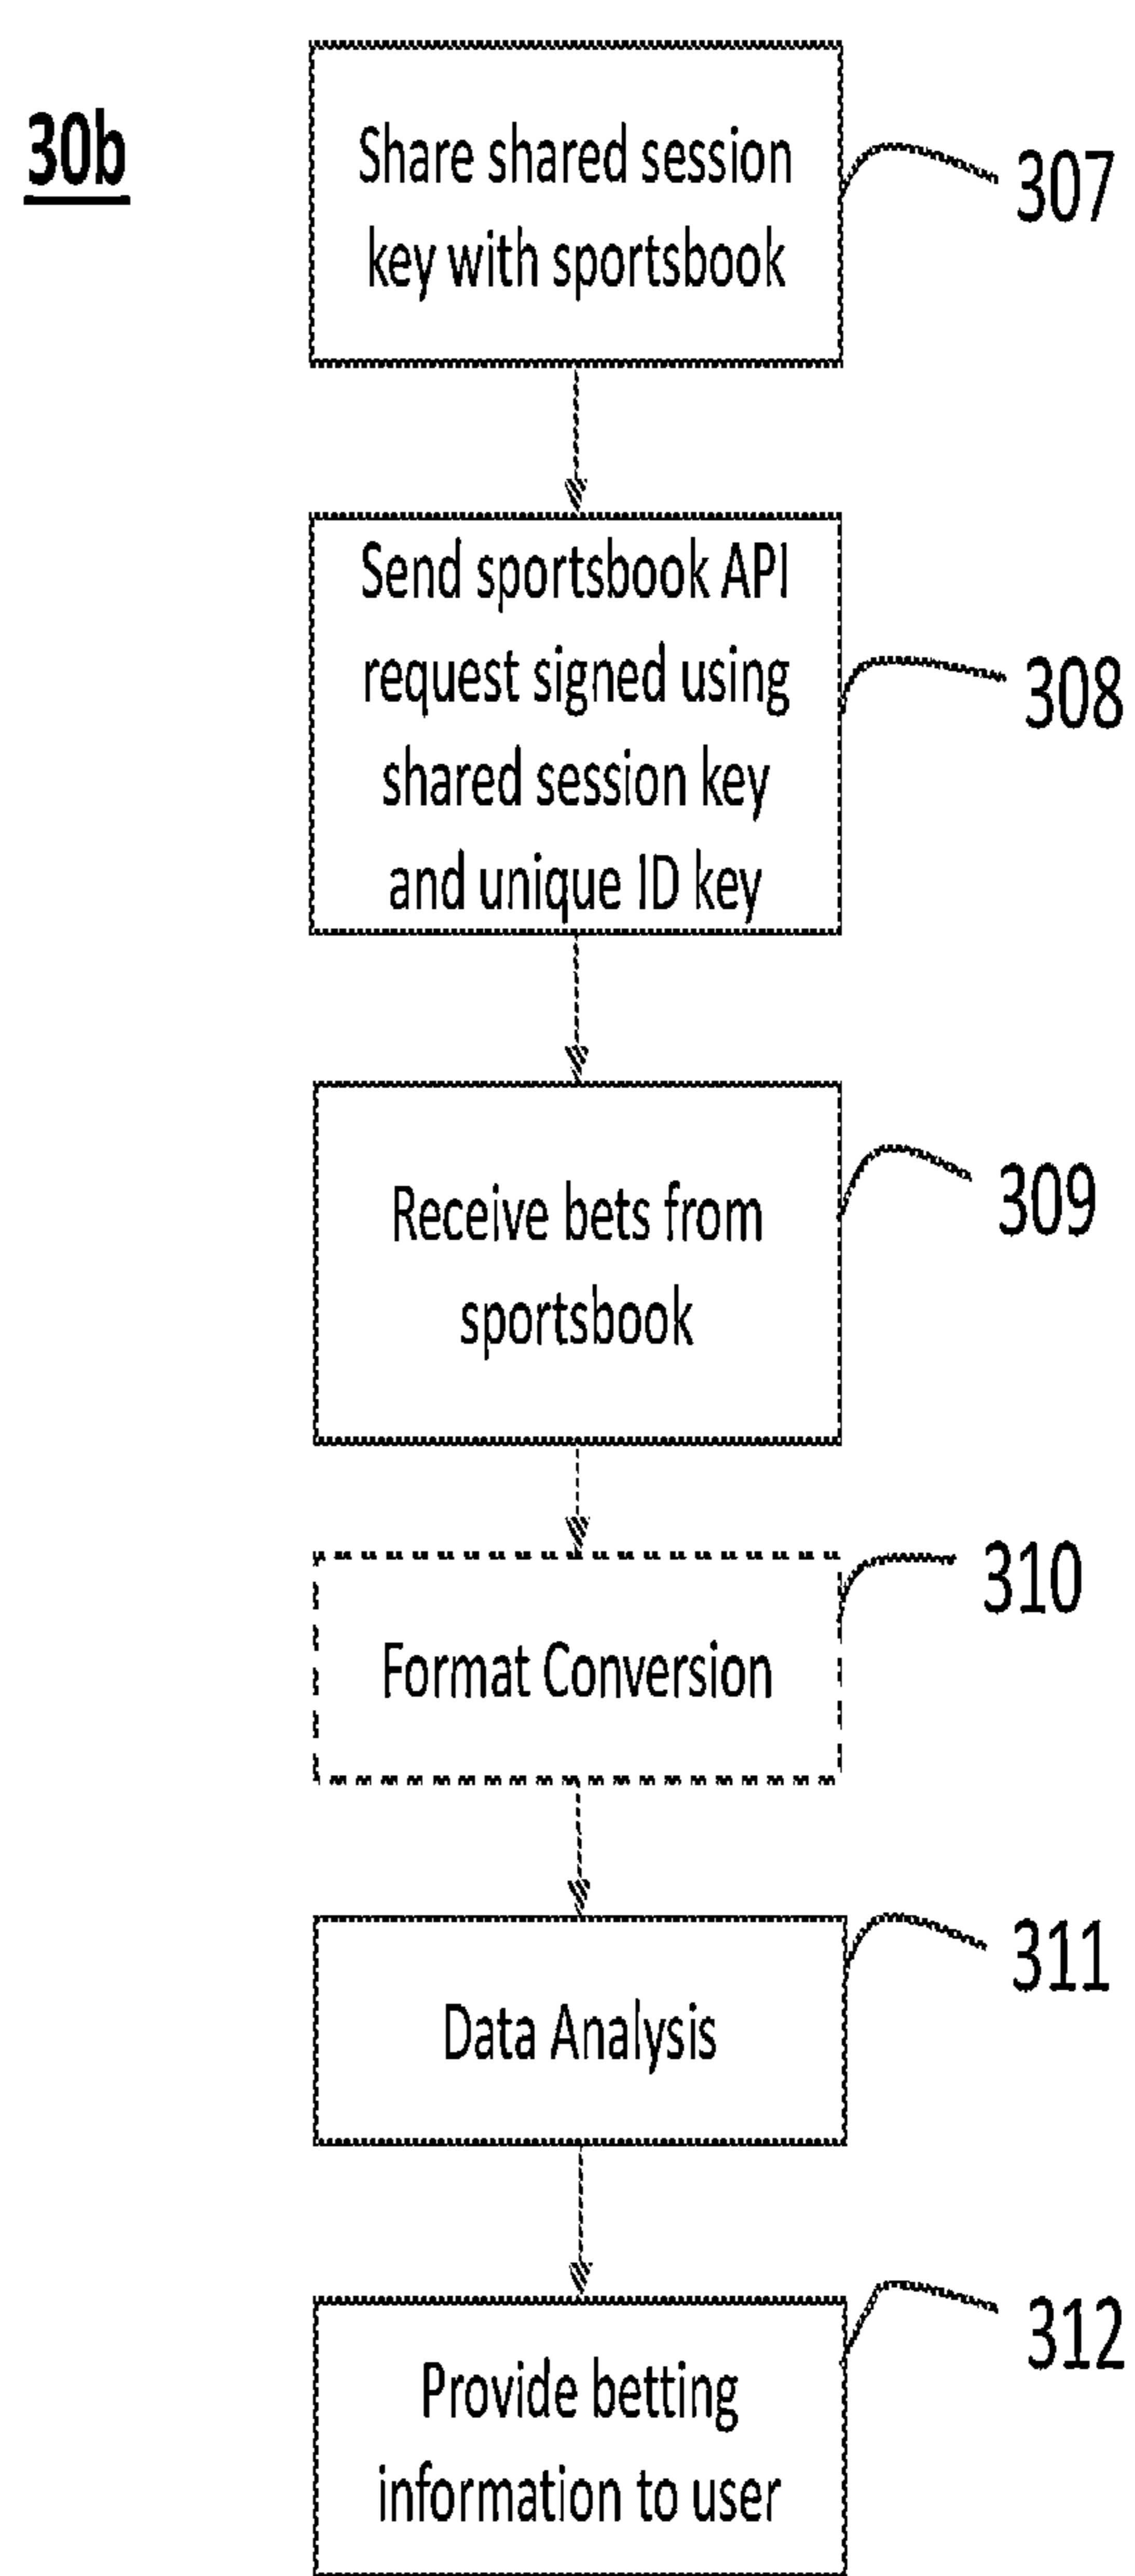 30b
Share shared session
key with sportsbook
307
Send sportsbook API
request signed using
shared session key
and unique ID key
308
Receive bets from
sportsbook
309
Format Conversion
310
Data Analysis
311
Provide betting
information to user
312